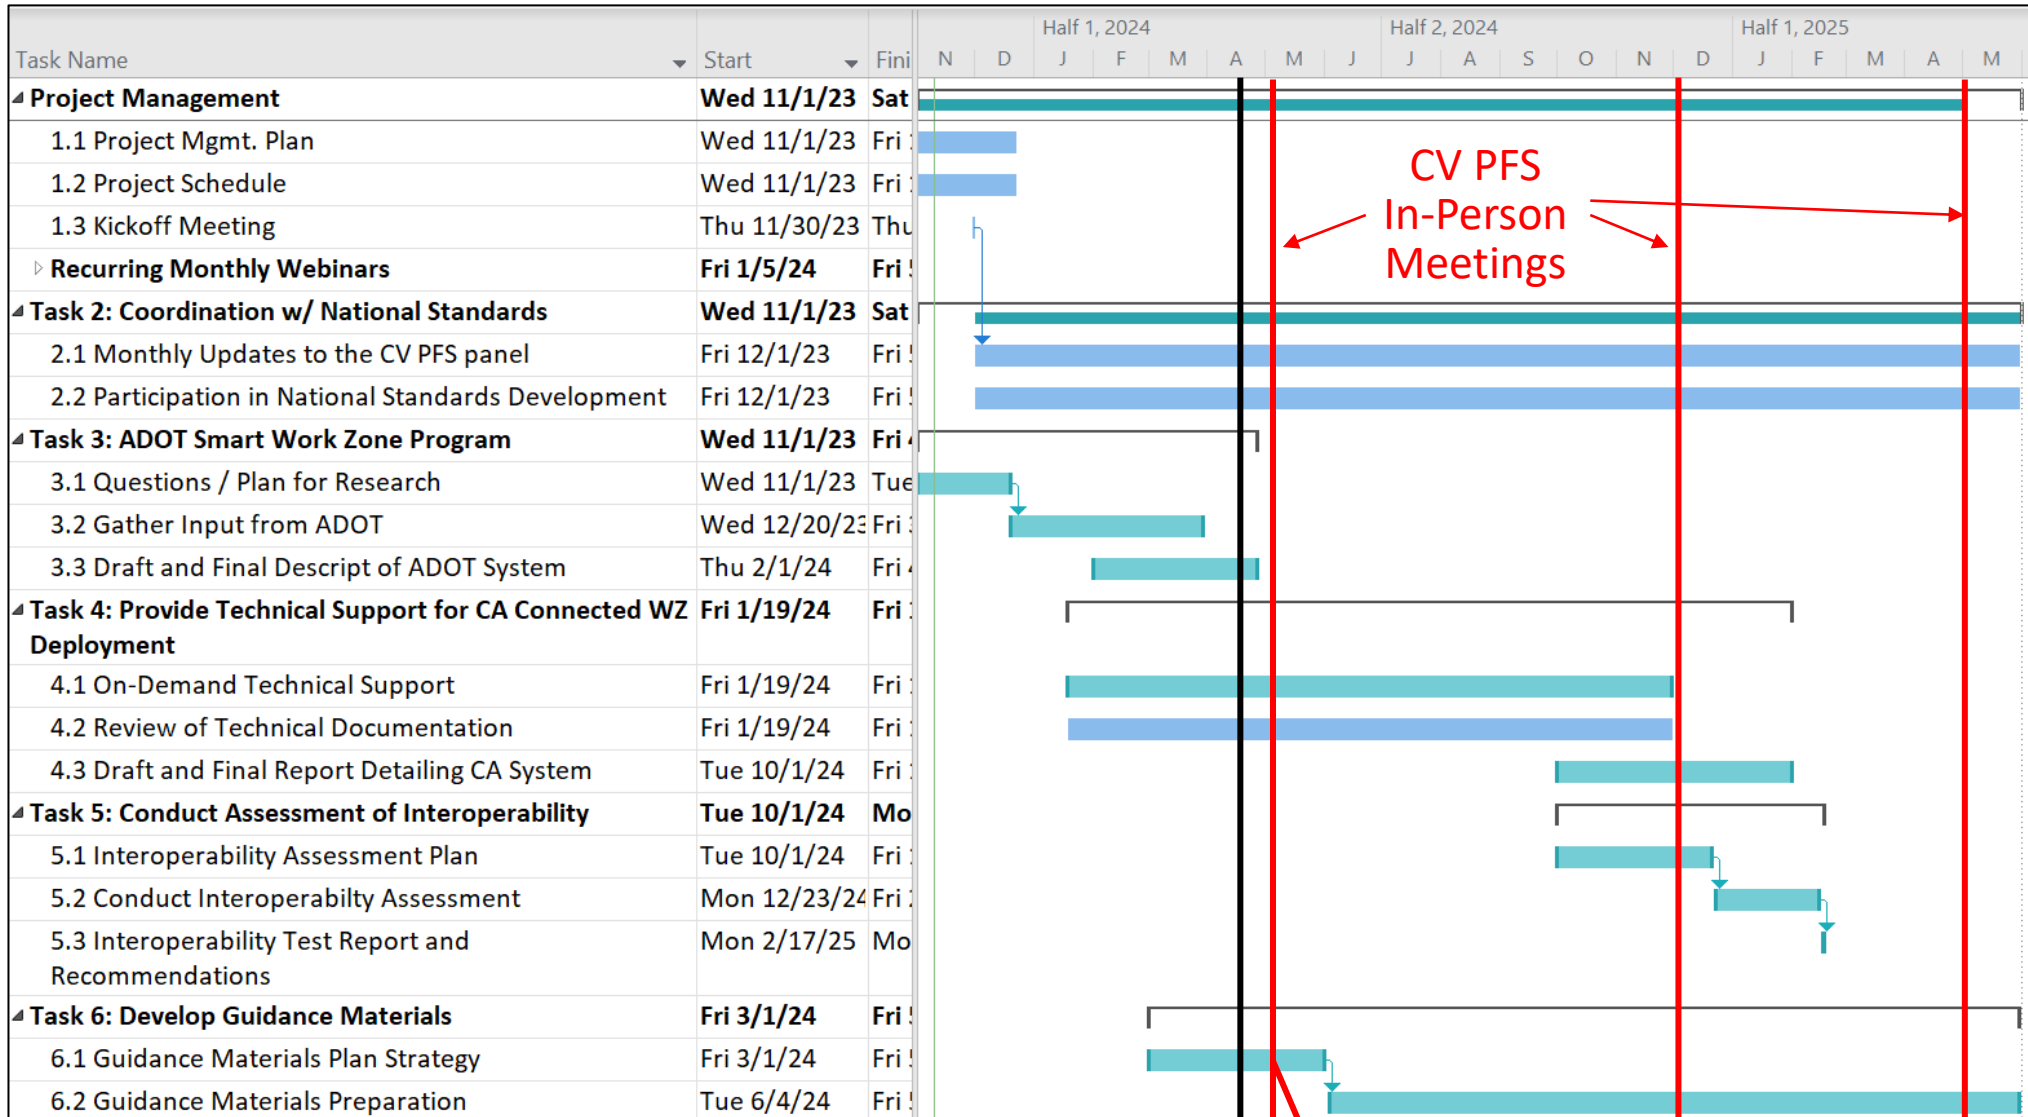 Half 1, 2024 Half 2, 2024 Half 1, 2025
Task Name Start Fini N D J F M A M J J A S O N D J F M A M
Project Management Wed 11/1/23 Sat
1.1 Project Mgmt. Plan Wed 11/1/23 Fri
1.2 Project Schedule Wed 11/1/23 Fri
1.3 Kickoff Meeting Thu 11/30/23 Thu
Recurring Monthly Webinars Fri 1/5/24 Fri
Task 2: Coordination w/ National Standards Wed 11/1/23 Sat
2.1 Monthly Updates to the CV PFS panel Fri 12/1/23 Fri
2.2 Participation in National Standards Development Fri 12/1/23 Fri
Task 3: ADOT Smart Work Zone Program Wed 11/1/23 Fri
3.1 Questions / Plan for Research Wed 11/1/23 Tue
3.2 Gather Input from ADOT Wed 12/20/23 Fri
3.3 Draft and Final Descript of ADOT System Thu 2/1/24 Fri
Task 4: Provide Technical Support for CA Connected WZ Fri 1/19/24 Fri
Deployment
4.1 On-Demand Technical Support Fri 1/19/24 Fri
4.2 Review of Technical Documentation Fri 1/19/24 Fri
4.3 Draft and Final Report Detailing CA System Tue 10/1/24 Fri
Task 5: Conduct Assessment of Interoperability Tue 10/1/24 Mo
5.1 Interoperability Assessment Plan Tue 10/1/24 Fri
5.2 Conduct Interoperabilty Assessment Mon 12/23/24 Fri
5.3 Interoperability Test Report and Mon 2/17/25 Mo
Recommendations
Task 6: Develop Guidance Materials Fri 3/1/24 Fri
6.1 Guidance Materials Plan Strategy Fri 3/1/24 Fri
6.2 Guidance Materials Preparation Tue 6/4/24 Fri
CV PFS
In-Person
Meetings